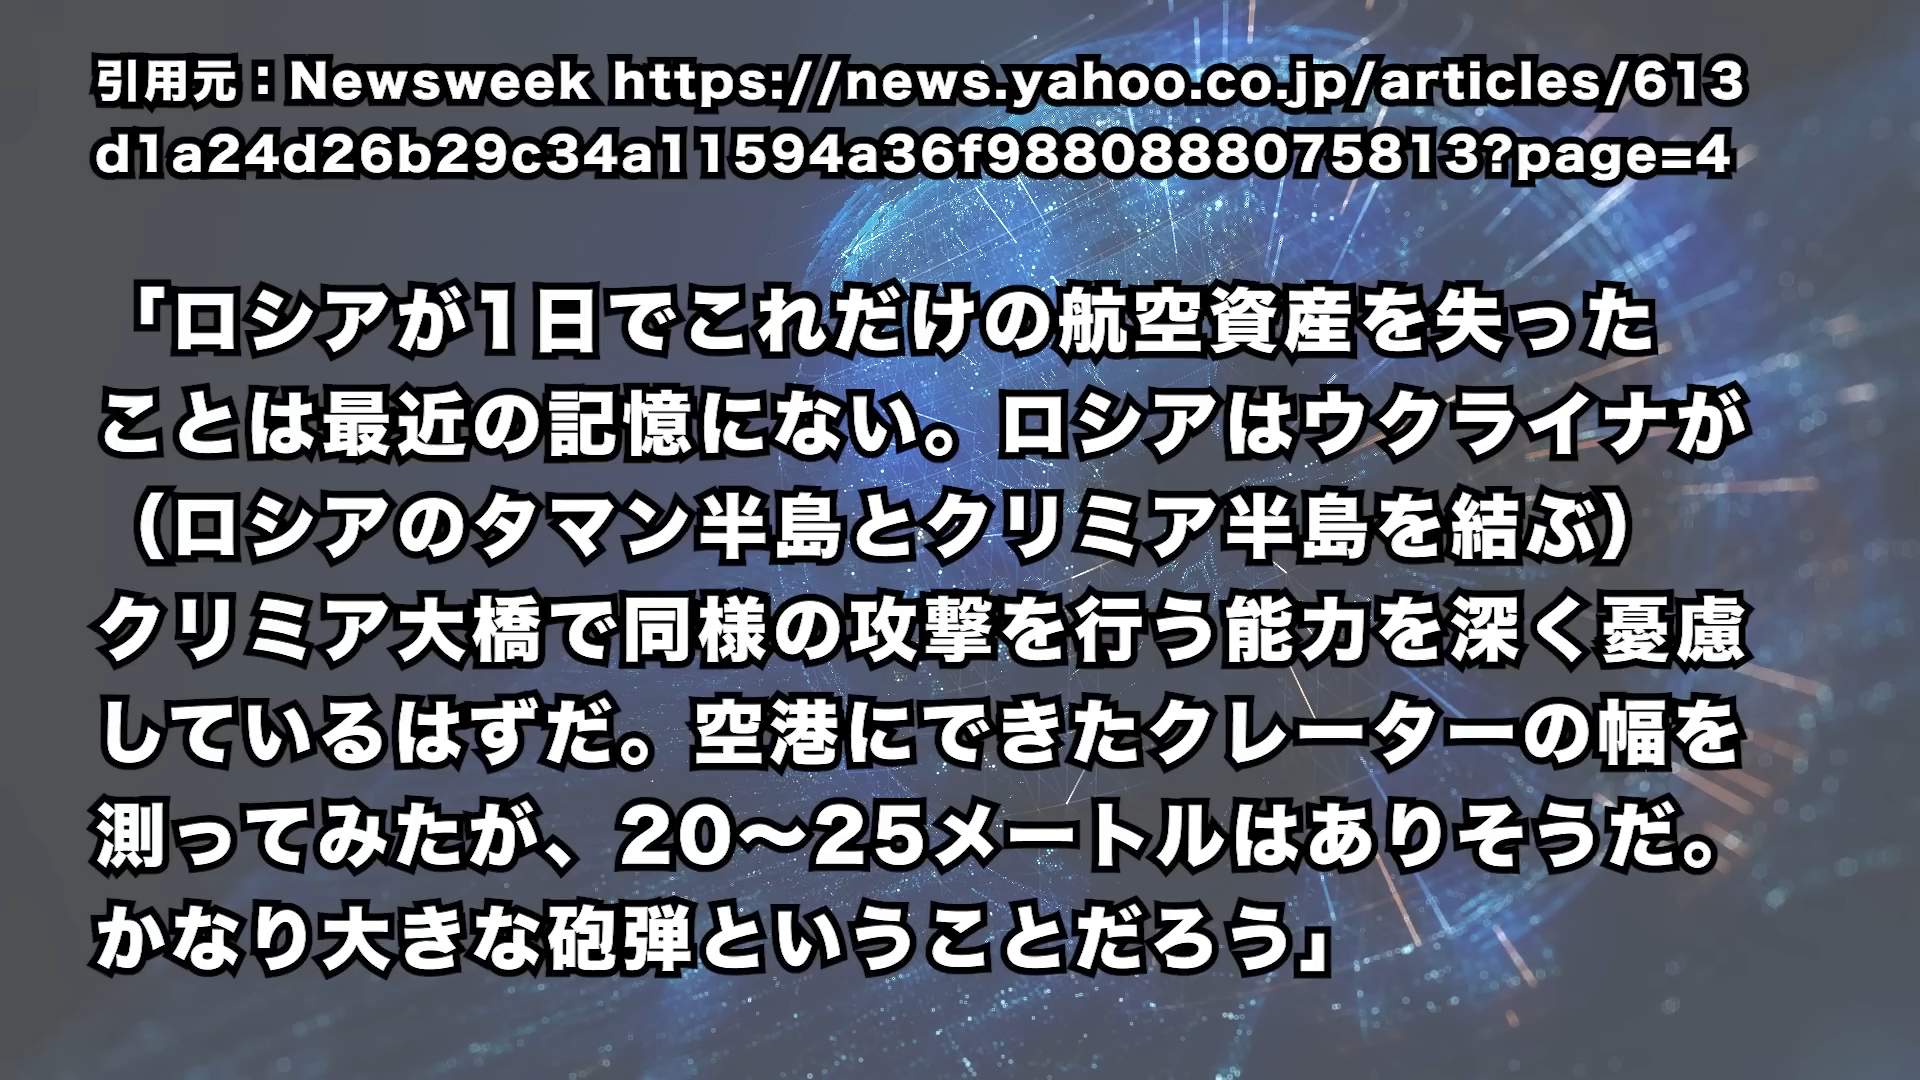 引用元：Newsweek https://news.yahoo.co.jp/articles/613
d1a24d26b29c34a11594a36f9880888075813?page=4
「ロシアが1日でこれだけの航空資産を失った
ことは最近の記憶にない。ロシアはウクライナが
（ロシアのタマン半島とクリミア半島を結ぶ）
クリミア大橋で同様の攻撃を行う能力を深く憂慮
しているはずだ。空港にできたクレーターの幅を
測ってみたが、20〜25メートルはありそうだ。
かなり大きな砲弾ということだろう」